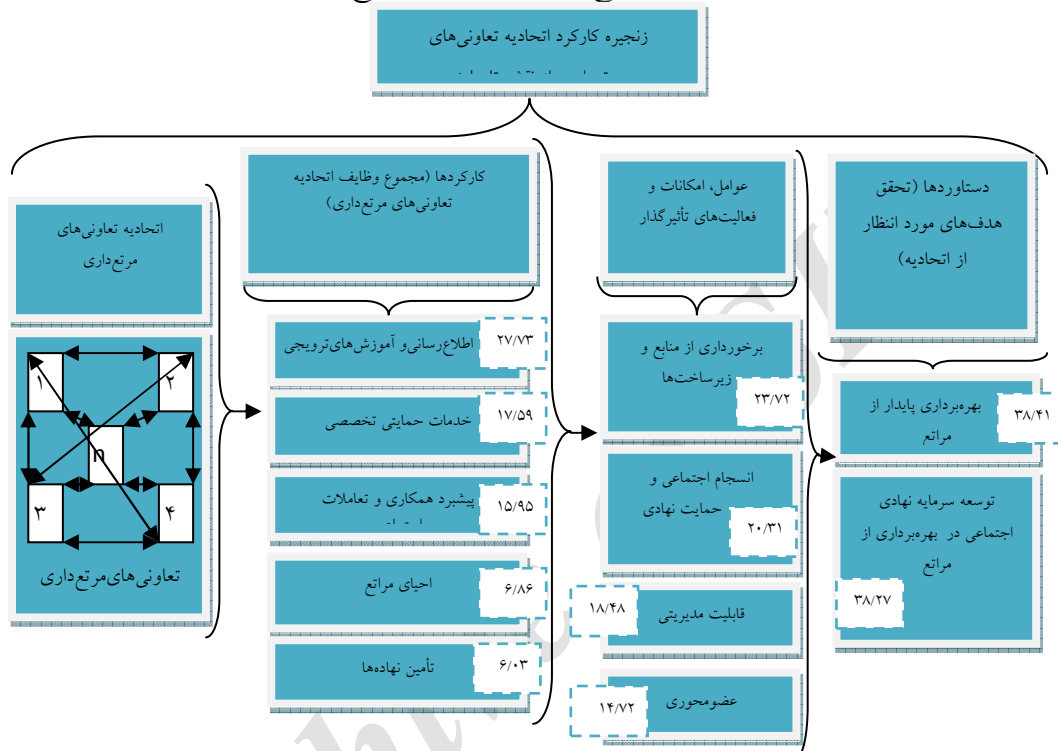 زنجیره کارکرد اتحادیه تعاونی‌های
اتحادیه تعاونی‌های
مرتع‌داری
۱
۲
n
۳
۴
تعاونی‌های‌مرتع‌داری
کارکردها (مجموع وظایف اتحادیه
تعاونی‌های مرتع‌داری)
اطلاع‌رسانی‌و آموزش‌های‌ترویجی
۲۷/۷۳
خدمات حمایتی تخصصی
۱۷/۵۹
پیشبرد همکاری و تعاملات
۱۵/۹۵
احیای مراتع
۶/۸۶
تأمین نهاده‌ها
۶/۰۳
عوامل، امکانات و
فعالیت‌های تأثیرگذار
برخورداری از منابع و
زیرساخت‌ها
۲۳/۷۲
انسجام اجتماعی و
حمایت نهادی
۲۰/۳۱
قابلیت مدیریتی
۱۸/۴۸
عضومحوری
۱۴/۷۲
دستاوردها (تحقق
هدف‌های مورد انتظار
از اتحادیه)
بهره‌برداری پایدار از
مراتع
۳۸/۴۱
توسعه سرمایه نهادی
اجتماعی در بهره‌برداری از
مراتع
۳۸/۲۷